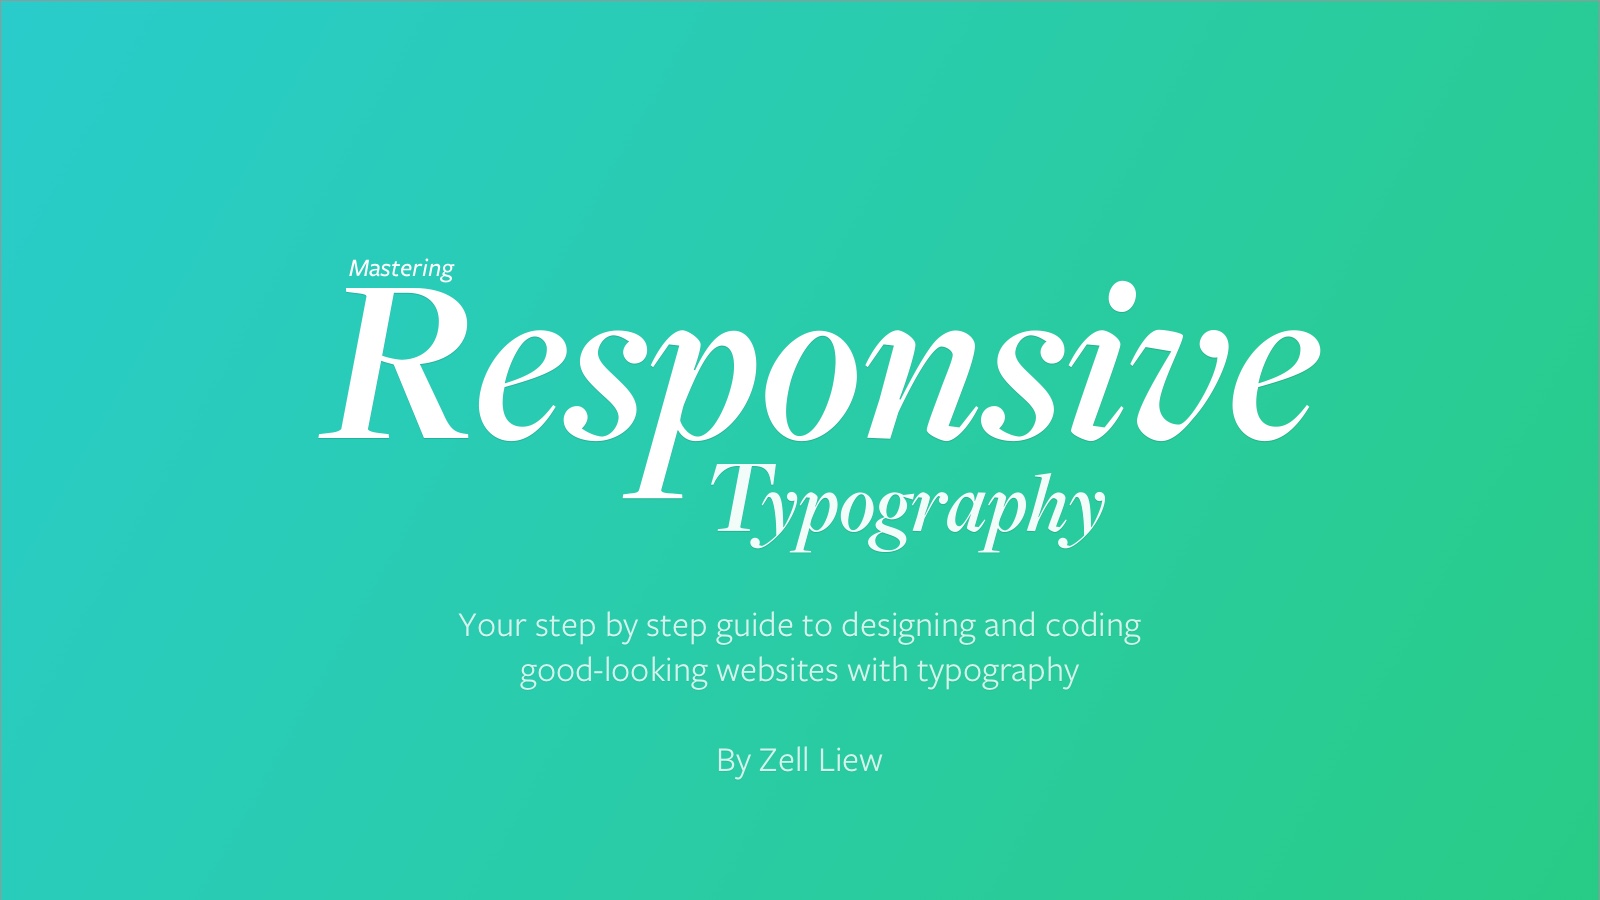 Mastering
Responsive
Typography
Your step by step guide to designing and coding
good-looking websites with typography
By Zell Liew